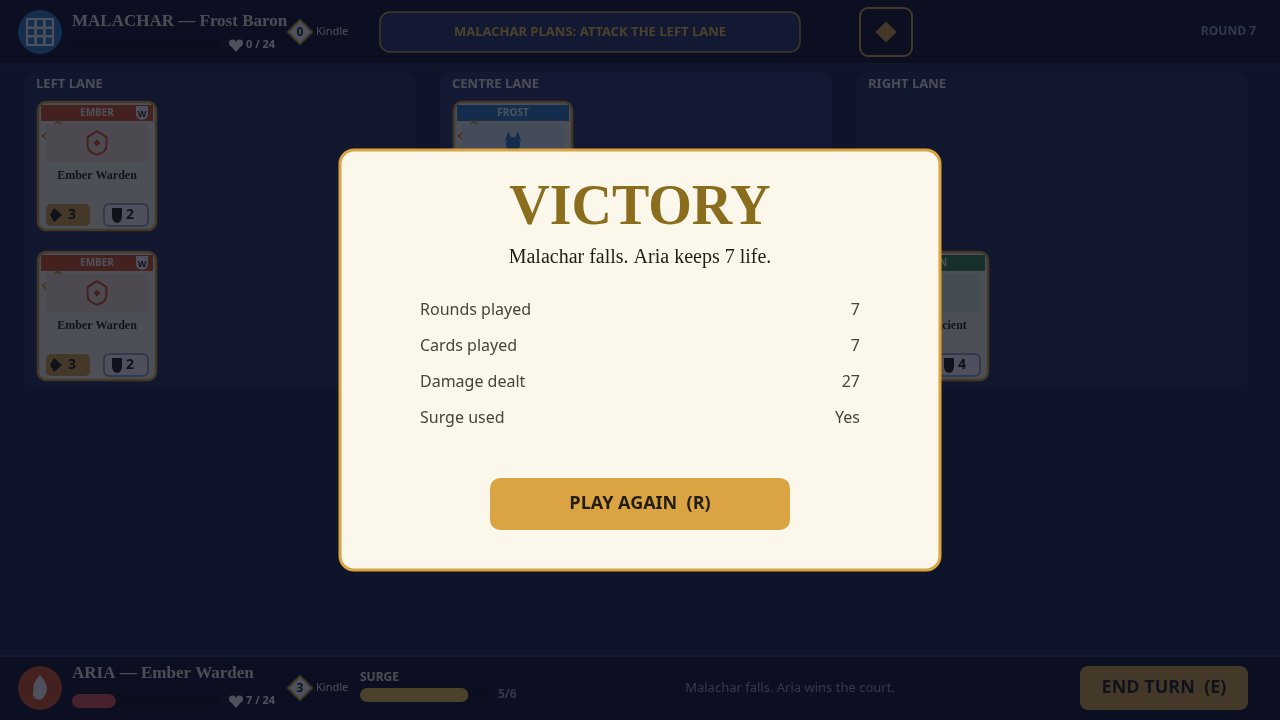 MALACHAR — Frost Baron
0 / 24
0 Kindle
MALACHAR PLANS: ATTACK THE LEFT LANE
ROUND 7
LEFT LANE
CENTRE LANE
RIGHT LANE
EMBER W
Ember Warden
3 2
FROST
EMBER W
Ember Warden
3 2
4
VICTORY
Malachar falls. Aria keeps 7 life.
Rounds played 7
Cards played 7
Damage dealt 27
Surge used Yes
PLAY AGAIN (R)
ARIA — Ember Warden
7 / 24
3 Kindle
SURGE
5/6
Malachar falls. Aria wins the court.
END TURN (E)